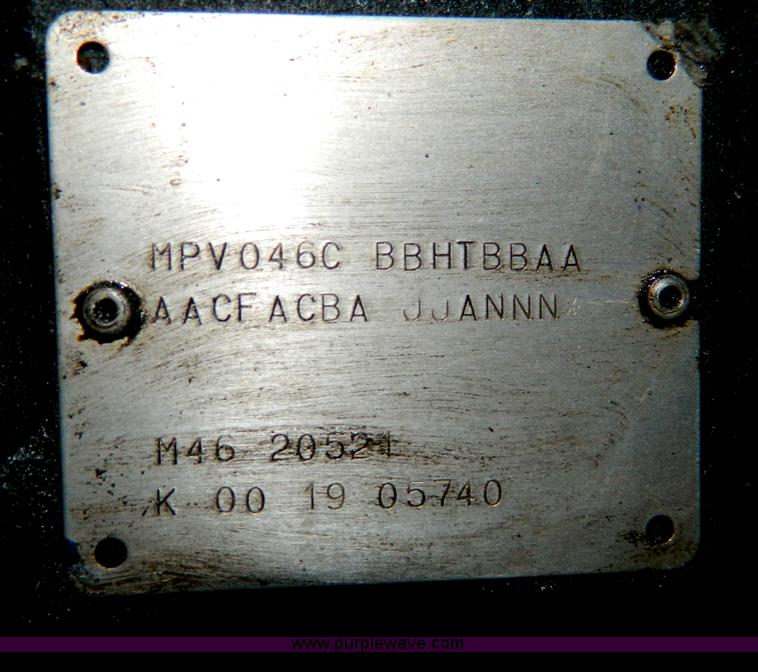 MPV046C BBHTBBAA
AACFACBA JJANNN
M46 20521
K 00 19 05740
www.purplewave.com